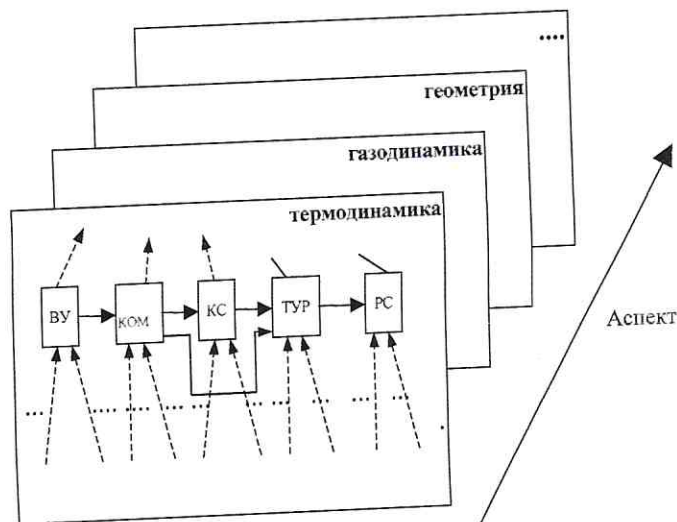 ....
геометрия
газодинамика
термодинамика
ВУ
КОМ
КС
ТУР
РС
Аспект